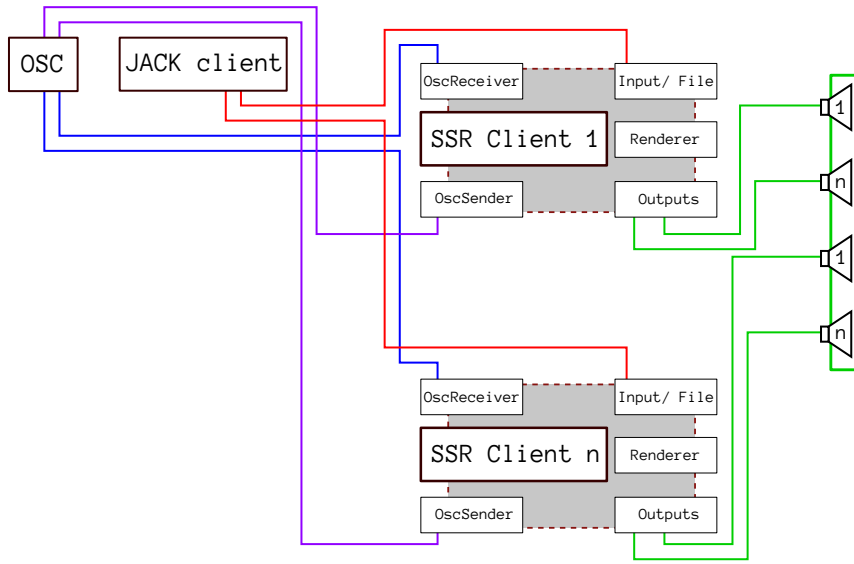 OSC
JACK client
OscReceiver
Input/ File
SSR Client 1
Renderer
OscSender
Outputs
1
n
1
n
OscReceiver
Input/ File
SSR Client n
Renderer
OscSender
Outputs